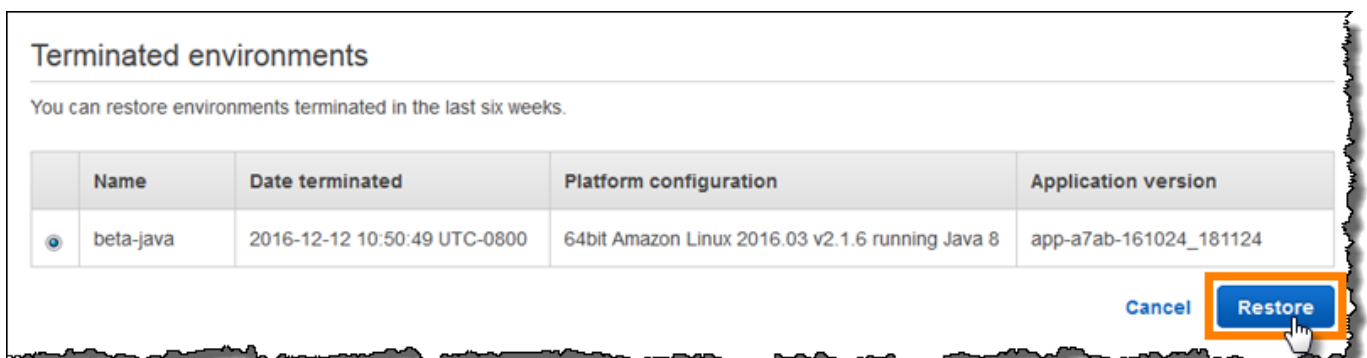 Terminated environments
You can restore environments terminated in the last six weeks.
Name Date terminated Platform configuration Application version
beta-java 2016-12-12 10:50:49 UTC-0800 64bit Amazon Linux 2016.03 v2.1.6 running Java 8 app-a7ab-161024_181124
Cancel Restore